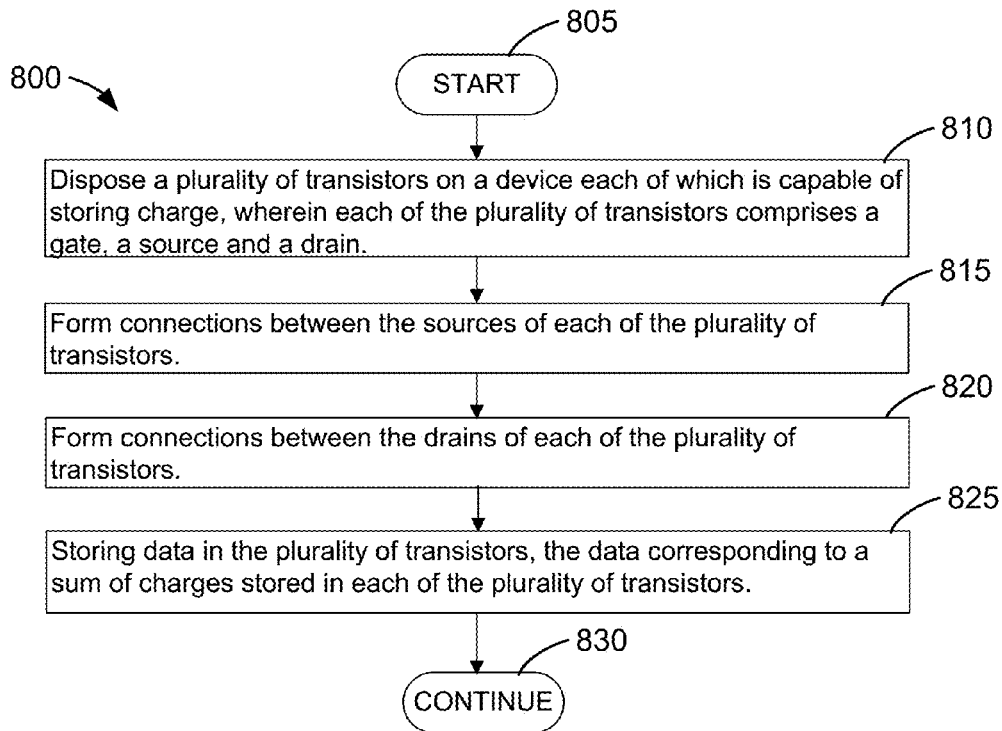 805
START
800
810
Dispose a plurality of transistors on a device each of which is capable of
storing charge, wherein each of the plurality of transistors comprises a
gate, a source and a drain.
815
Form connections between the sources of each of the plurality of
transistors.
820
Form connections between the drains of each of the plurality of
transistors.
825
Storing data in the plurality of transistors, the data corresponding to a
sum of charges stored in each of the plurality of transistors.
830
CONTINUE